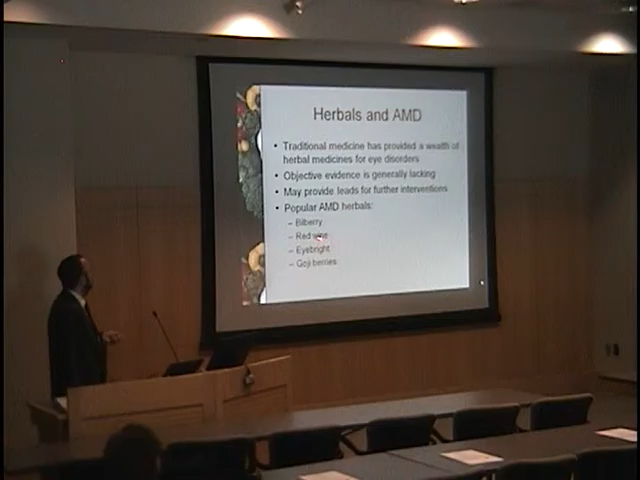 Herbals and AMD
• Traditional medicine has provided a wealth of
herbal medicines for eye disorders
• Objective evidence is generally lacking
• May provide leads for further interventions
• Popular AMD herbals:
– Bilberry
– Red wine
– Eyebright
– Goji berries